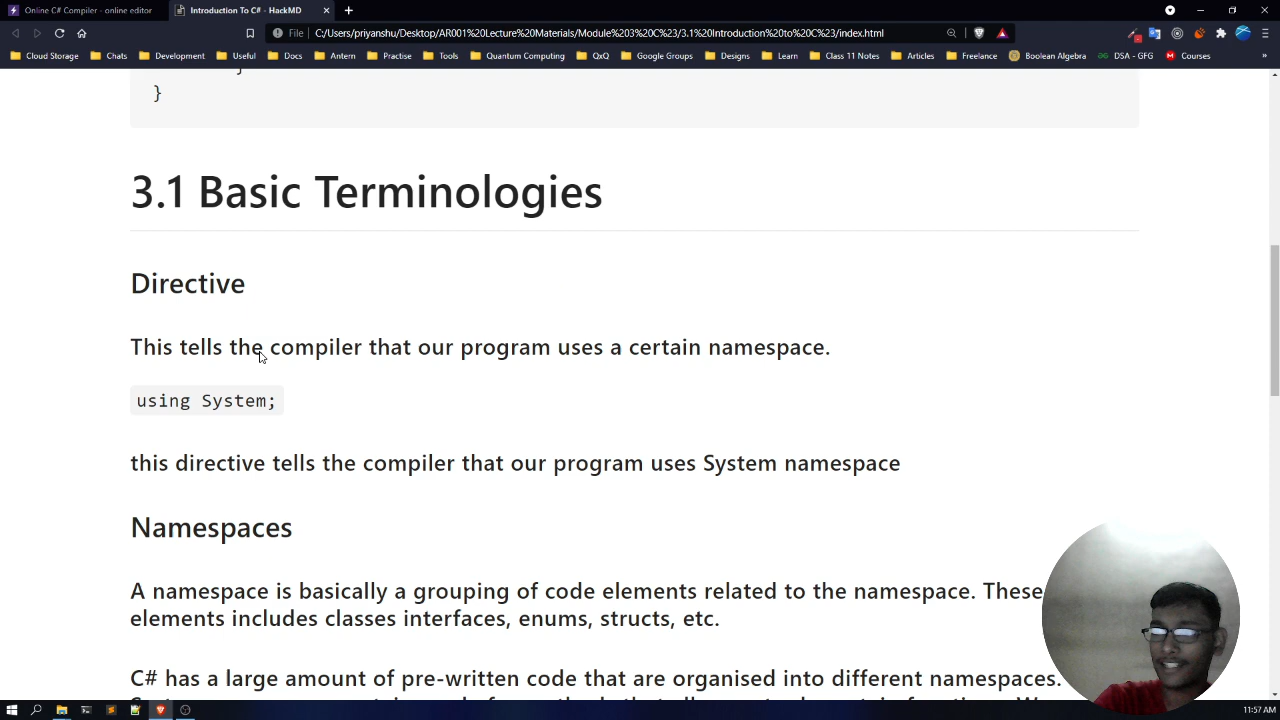 Online C# Compiler - online editor
Introduction To C# - HackMD
File
C:/Users/priyanshu/Desktop/AR001%20Lecture%20Materials/Module%203%20C%23/3.1%20Introduction%20to%20C%23/index.html
Cloud Storage
Chats
Development
Useful
Docs
Antern
Practise
Tools
Quantum Computing
QxQ
Google Groups
Designs
Learn
Class 11 Notes
Articles
Freelance
Boolean Algebra
DSA - GFG
Courses
}
3.1 Basic Terminologies
Directive
This tells the compiler that our program uses a certain namespace.
using System;
this directive tells the compiler that our program uses System namespace
Namespaces
A namespace is basically a grouping of code elements related to the namespace. These
elements includes classes interfaces, enums, structs, etc.
C# has a large amount of pre-written code that are organised into different namespaces.
11:57 AM